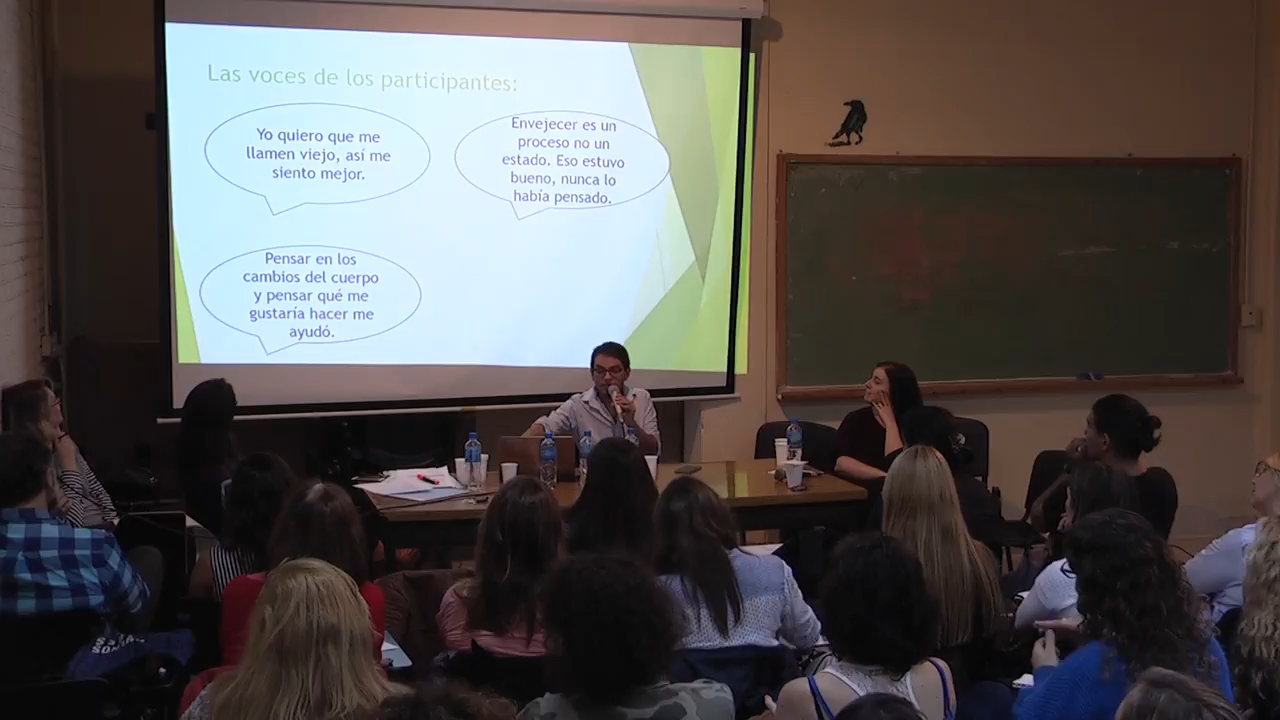 Las voces de los participantes:
Yo quiero que me
llamen viejo, así me
siento mejor.
Envejecer es un
proceso no un
estado. Eso estuvo
bueno, nunca lo
había pensado.
Pensar en los
cambios del cuerpo
y pensar qué me
gustaría hacer me
ayudó.